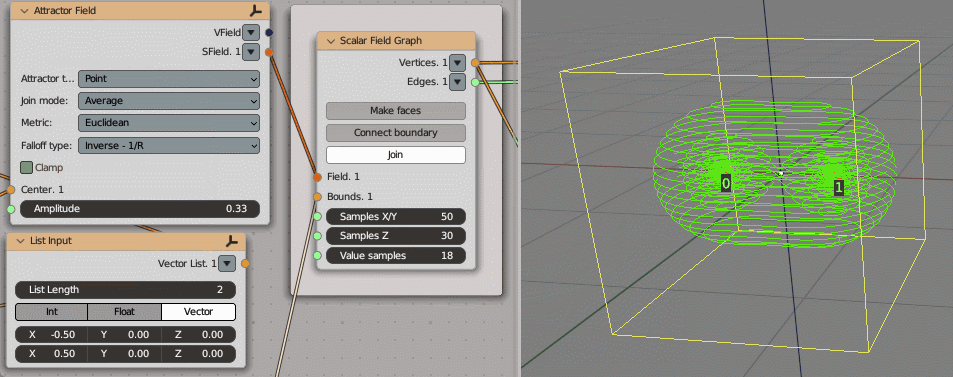 Attractor Field
VField
SField. 1
Attractor t... Point
Join mode: Average
Metric: Euclidean
Falloff type: Inverse - 1/R
Clamp
Center. 1
Amplitude 0.33
List Input
Vector List. 1
List Length 2
Int Float Vector
X -0.50 Y 0.00 Z 0.00
X 0.50 Y 0.00 Z 0.00
Scalar Field Graph
Vertices. 1
Edges. 1
Make faces
Connect boundary
Join
Field. 1
Bounds. 1
Samples X/Y 50
Samples Z 30
Value samples 18
0
1